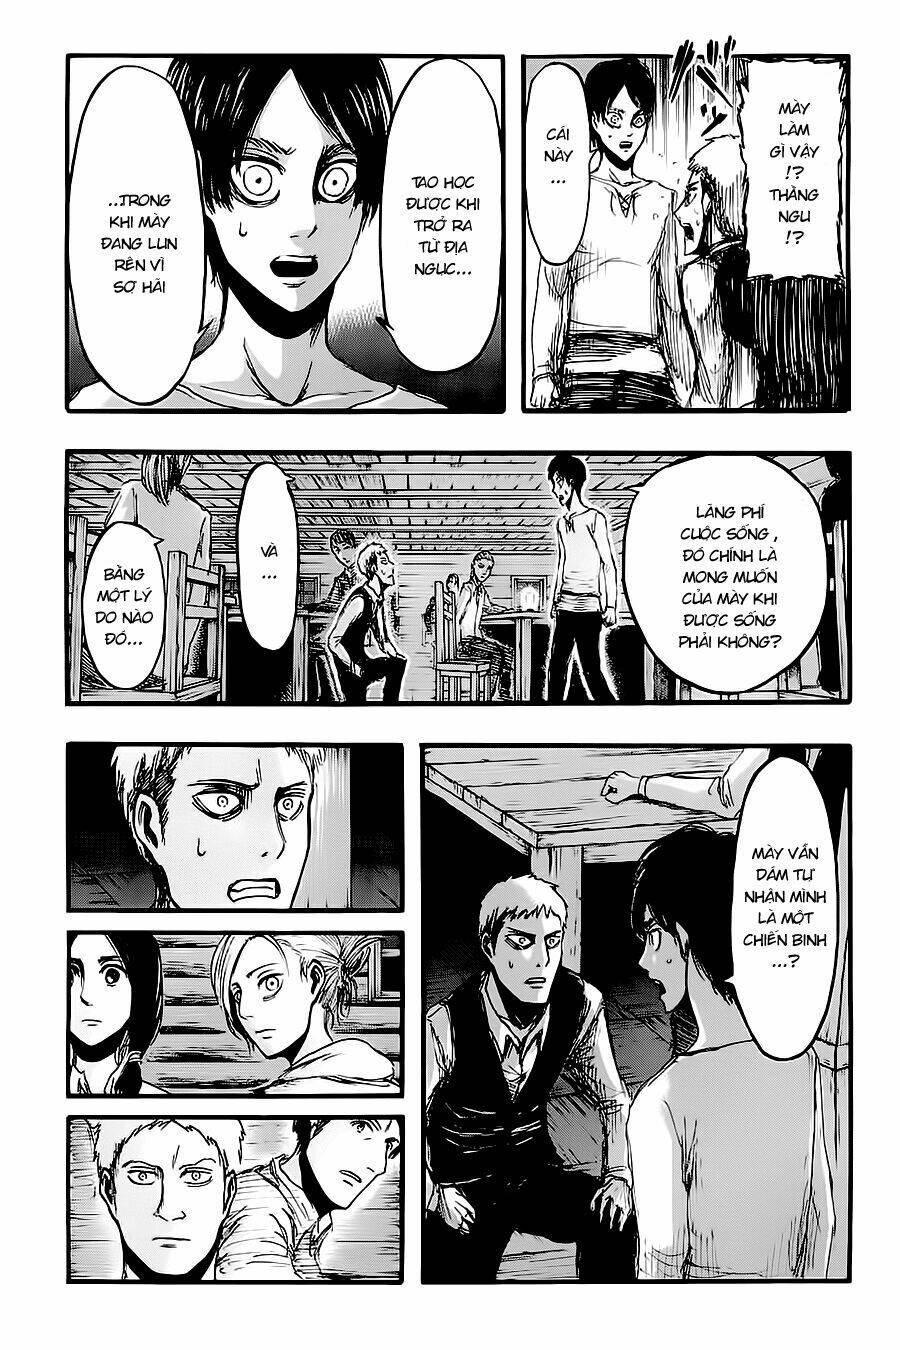 MÀY
LÀM
GÌ VẬY
!?
THẰNG
NGU
!?
CÁI
NÀY
...
TAO HỌC
ĐƯỢC KHI
TRỞ RA
TỪ ĐỊA
NGỤC...
..TRONG
KHI MÀY
ĐANG LUN
RÊN VÌ
SỢ HÃI
LÃNG PHÍ
CUỘC SỐNG,
ĐÓ CHÍNH LÀ
MONG MUỐN
CỦA MÀY KHI
ĐƯỢC SỐNG
PHẢI KHÔNG?
VÀ
...
BẰNG
MỘT LÝ
DO NÀO
ĐÓ...
MÀY VẪN
DÁM TỰ
NHẬN MÌNH
LÀ MỘT
CHIẾN BINH
...?